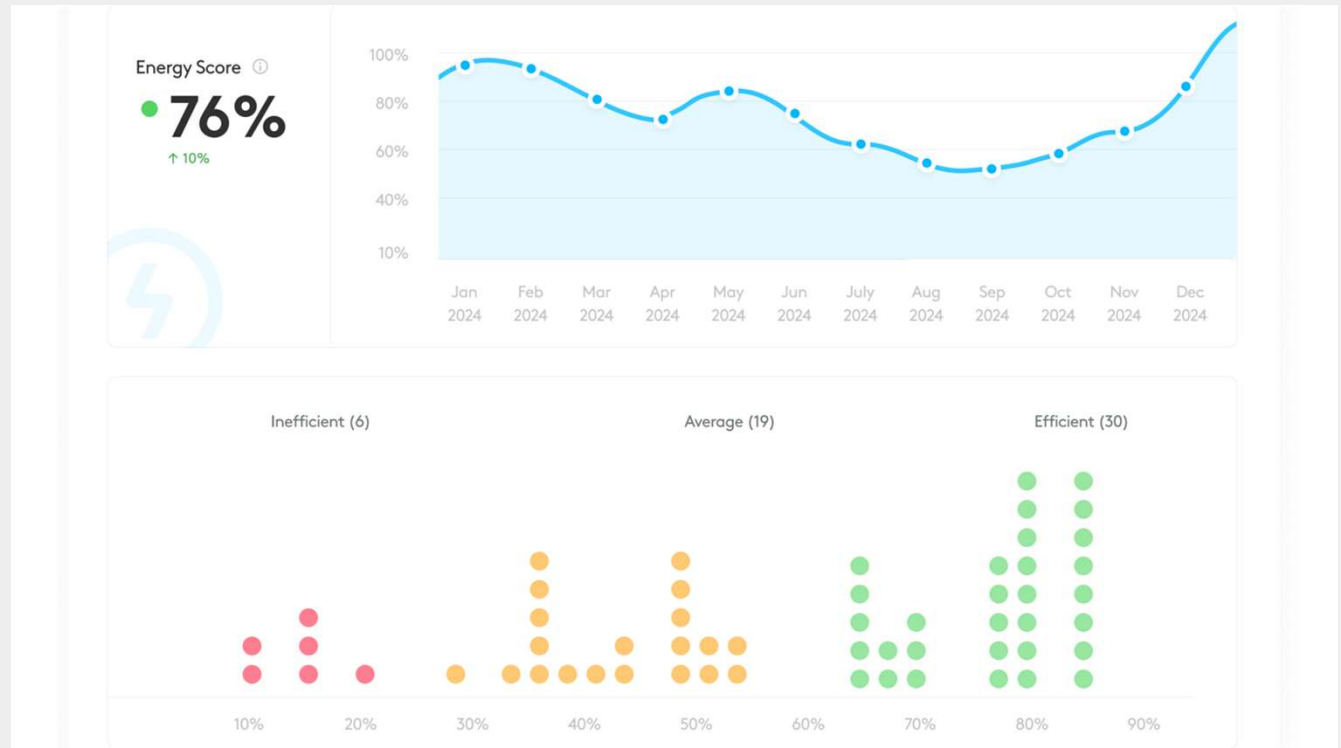 Energy Score
76%
↑ 10%
100%
80%
60%
40%
10%
Jan Feb Mar Apr May Jun July Aug Sep Oct Nov Dec
2024 2024 2024 2024 2024 2024 2024 2024 2024 2024 2024 2024
Inefficient (6) Average (19) Efficient (30)
10% 20% 30% 40% 50% 60% 70% 80% 90%